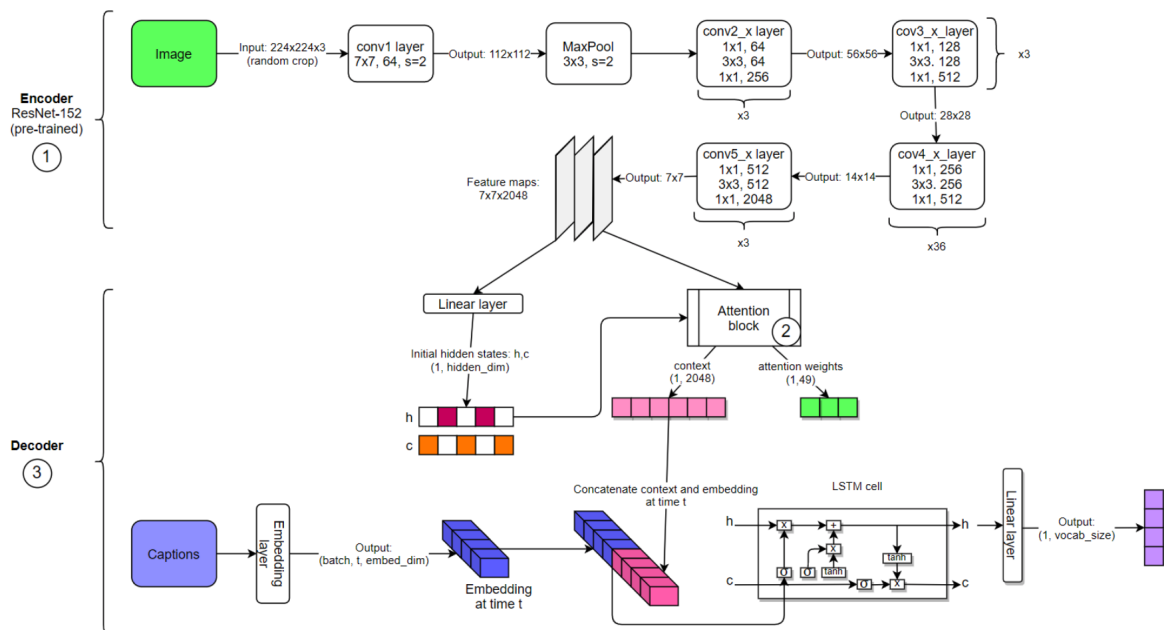 Encoder
ResNet-152
(pre-trained)
1
Image
Input: 224x224x3
(random crop)
conv1 layer
7x7, 64, s=2
Output: 112x112
MaxPool
3x3, s=2
conv2_x layer
1x1, 64
3x3, 64
1x1, 256
x3
Output: 56x56
cov3_x_layer
1x1, 128
3x3. 128
1x1, 512
x3
Output: 28x28
cov4_x_layer
1x1, 256
3x3. 256
1x1, 512
x36
Output: 14x14
conv5_x layer
1x1, 512
3x3, 512
1x1, 2048
x3
Output: 7x7
Feature maps:
7x7x2048
Decoder
3
Linear layer
Initial hidden states: h,c
(1, hidden_dim)
h
c
Attention
block
2
context
(1, 2048)
attention weights
(1,49)
Captions
Embedding
layer
Output:
(batch, t, embed_dim)
Embedding
at time t
Concatenate context and embedding
at time t
LSTM cell
h
x
+
h
x
tanh
σ
σ
tanh
c
σ
x
c
Linear layer
Output:
(1, vocab_size)